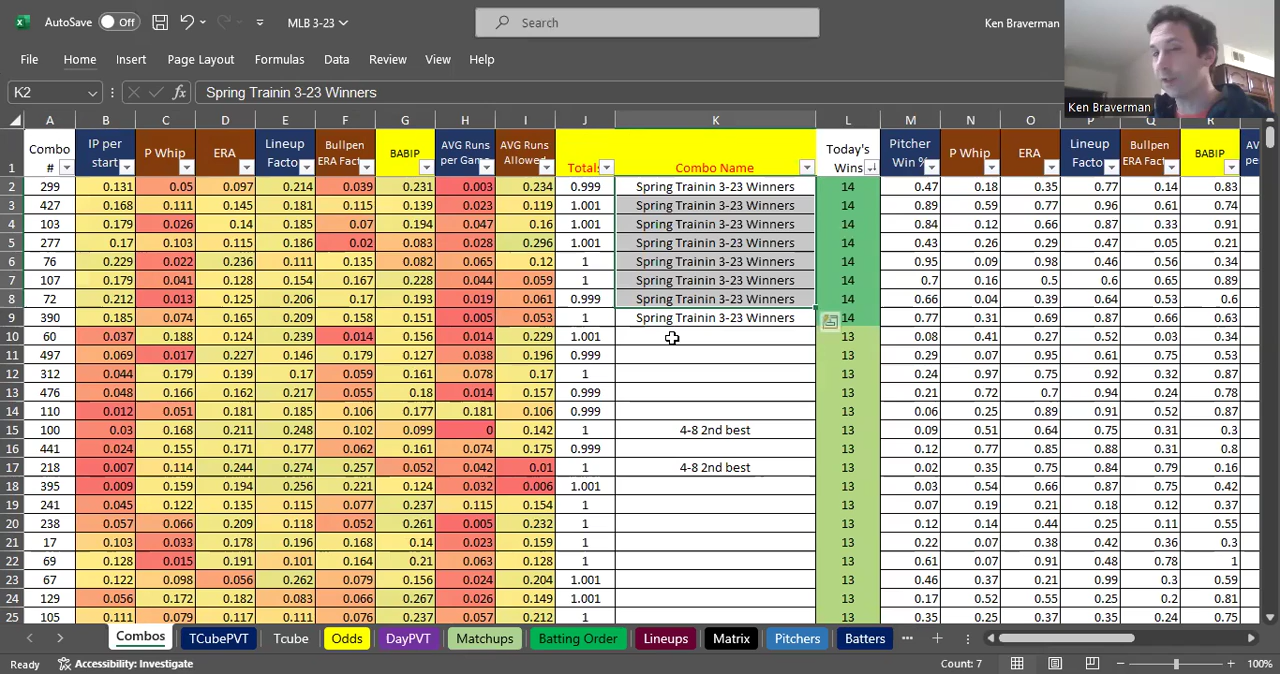 AutoSave Off MLB 3-23 Search Ken Braverman
File Home Insert Page Layout Formulas Data Review View Help
Ken Braverman
K2 fx Spring Trainin 3-23 Winners
A B C D E F G H I J K L M N O P Q R
1 Combo # IP per start P Whip ERA Lineup Facto Bullpen ERA Fact BABIP AVG Runs per Game AVG Runs Allowed Total Combo Name Today's Wins Pitcher Win % P Whip ERA Lineup Facto Bullpen ERA Fact BABIP
2 299 0.131 0.05 0.097 0.214 0.039 0.231 0.003 0.234 0.999 Spring Trainin 3-23 Winners 14 0.47 0.18 0.35 0.77 0.14 0.83
3 427 0.168 0.111 0.145 0.181 0.115 0.139 0.023 0.119 1.001 Spring Trainin 3-23 Winners 14 0.89 0.59 0.77 0.96 0.61 0.74
4 103 0.179 0.026 0.14 0.185 0.07 0.194 0.047 0.16 1.001 Spring Trainin 3-23 Winners 14 0.84 0.12 0.66 0.87 0.33 0.91
5 277 0.17 0.103 0.115 0.186 0.02 0.083 0.028 0.296 1.001 Spring Trainin 3-23 Winners 14 0.43 0.26 0.29 0.47 0.05 0.21
6 76 0.229 0.022 0.236 0.111 0.135 0.082 0.065 0.12 1 Spring Trainin 3-23 Winners 14 0.95 0.09 0.98 0.46 0.56 0.34
7 107 0.179 0.041 0.128 0.154 0.167 0.228 0.044 0.059 1 Spring Trainin 3-23 Winners 14 0.7 0.16 0.5 0.6 0.65 0.89
8 72 0.212 0.013 0.125 0.206 0.17 0.193 0.019 0.061 0.999 Spring Trainin 3-23 Winners 14 0.66 0.04 0.39 0.64 0.53 0.6
9 390 0.185 0.074 0.165 0.209 0.158 0.151 0.005 0.053 1 Spring Trainin 3-23 Winners 14 0.77 0.31 0.69 0.87 0.66 0.63
10 60 0.037 0.188 0.124 0.239 0.014 0.156 0.014 0.229 1.001 13 0.08 0.41 0.27 0.52 0.03 0.34
11 497 0.069 0.017 0.227 0.146 0.179 0.127 0.038 0.196 0.999 13 0.29 0.07 0.95 0.61 0.75 0.53
12 312 0.044 0.179 0.139 0.17 0.059 0.261 0.078 0.17 1 13 0.24 0.97 0.75 0.92 0.32 0.87
13 476 0.048 0.166 0.162 0.217 0.055 0.18 0.014 0.157 0.999 13 0.21 0.72 0.7 0.94 0.24 0.78
14 110 0.012 0.051 0.181 0.185 0.106 0.177 0.181 0.106 0.999 13 0.06 0.25 0.89 0.91 0.52 0.87
15 100 0.03 0.168 0.211 0.248 0.102 0.099 0 0.142 1 4-8 2nd best 13 0.12 0.51 0.64 0.75 0.31 0.3
16 441 0.024 0.177 0.155 0.177 0.062 0.161 0.074 0.175 0.999 13 0.12 0.77 0.85 0.88 0.31 0.8
17 218 0.007 0.114 0.244 0.274 0.257 0.052 0.042 0.01 1 4-8 2nd best 13 0.02 0.35 0.75 0.84 0.79 0.16
18 395 0.009 0.159 0.194 0.256 0.221 0.124 0.032 0.006 1.001 13 0.03 0.54 0.66 0.87 0.75 0.42
19 241 0.045 0.122 0.135 0.115 0.077 0.237 0.115 0.154 1 13 0.07 0.19 0.21 0.18 0.12 0.37
20 238 0.057 0.066 0.209 0.118 0.052 0.261 0.005 0.232 1 13 0.12 0.14 0.44 0.25 0.11 0.55
21 17 0.103 0.033 0.178 0.196 0.168 0.14 0.023 0.159 1 13 0.22 0.07 0.38 0.42 0.36 0.3
22 69 0.128 0.015 0.191 0.101 0.164 0.21 0.063 0.128 1 13 0.61 0.07 0.91 0.48 0.78 1
23 67 0.122 0.098 0.056 0.262 0.079 0.156 0.024 0.204 1.001 13 0.46 0.37 0.21 0.99 0.3 0.59
24 129 0.056 0.172 0.182 0.083 0.066 0.267 0.026 0.149 1.001 13 0.17 0.52 0.55 0.25 0.2 0.81
25 105 0.111 0.079 0.117 0.185 0.168 0.237 0.057 0.212 1 13 0.35 0.25 0.37 0.58 0.24 0.75
Combos TCubePVT Tcube Odds DayPVT Matchups Batting Order Lineups Matrix Pitchers Batters
Ready Accessibility: Investigate Count: 7 100%